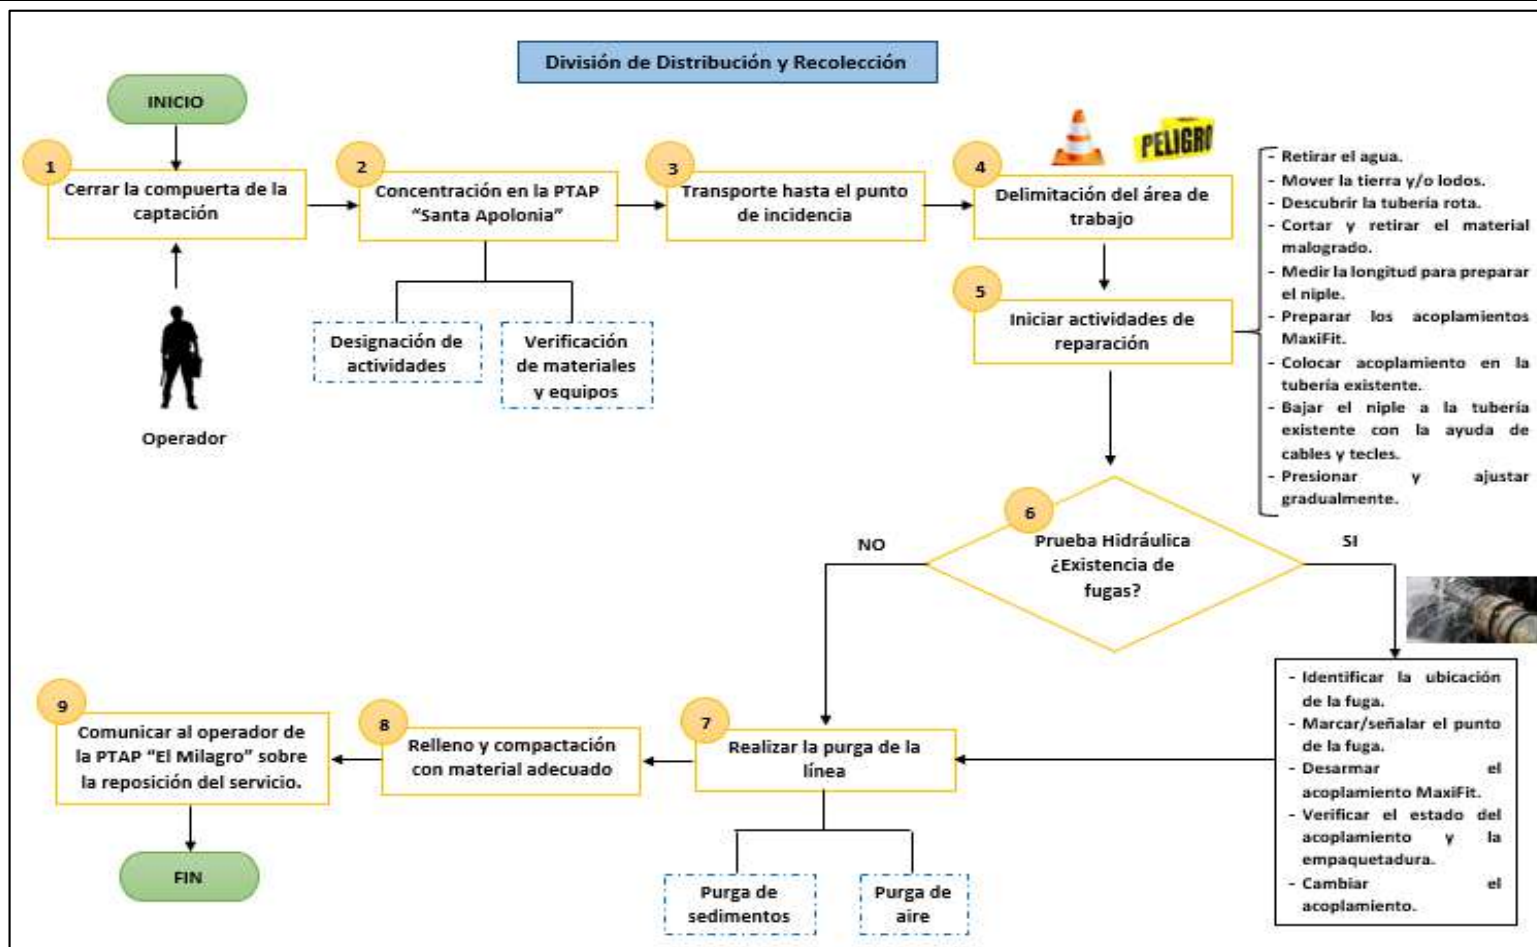 División de Distribución y Recolección
INICIO
1
Cerrar la compuerta de la
captación
Operador
2
Concentración en la PTAP
“Santa Apolonia”
Designación de
actividades
Verificación
de materiales
y equipos
3
Transporte hasta el punto
de incidencia
PELIGRO
4
Delimitación del área de
trabajo
5
Iniciar actividades de
reparación
- Retirar el agua.
- Mover la tierra y/o lodos.
- Descubrir la tubería rota.
- Cortar y retirar el material
malogrado.
- Medir la longitud para preparar
el niple.
- Preparar los acoplamientos
MaxiFit.
- Colocar acoplamiento en la
tubería existente.
- Bajar el niple a la tubería
existente con la ayuda de
cables y tecles.
- Presionar y ajustar
gradualmente.
6
Prueba Hidráulica
¿Existencia de
fugas?
NO
SI
- Identificar la ubicación
de la fuga.
- Marcar/señalar el punto
de la fuga.
- Desarmar el
acoplamiento MaxiFit.
- Verificar el estado del
acoplamiento y la
empaquetadura.
- Cambiar el
acoplamiento.
7
Realizar la purga de la
línea
Purga de
sedimentos
Purga de
aire
8
Relleno y compactación
con material adecuado
9
Comunicar al operador de
la PTAP “El Milagro” sobre
la reposición del servicio.
FIN